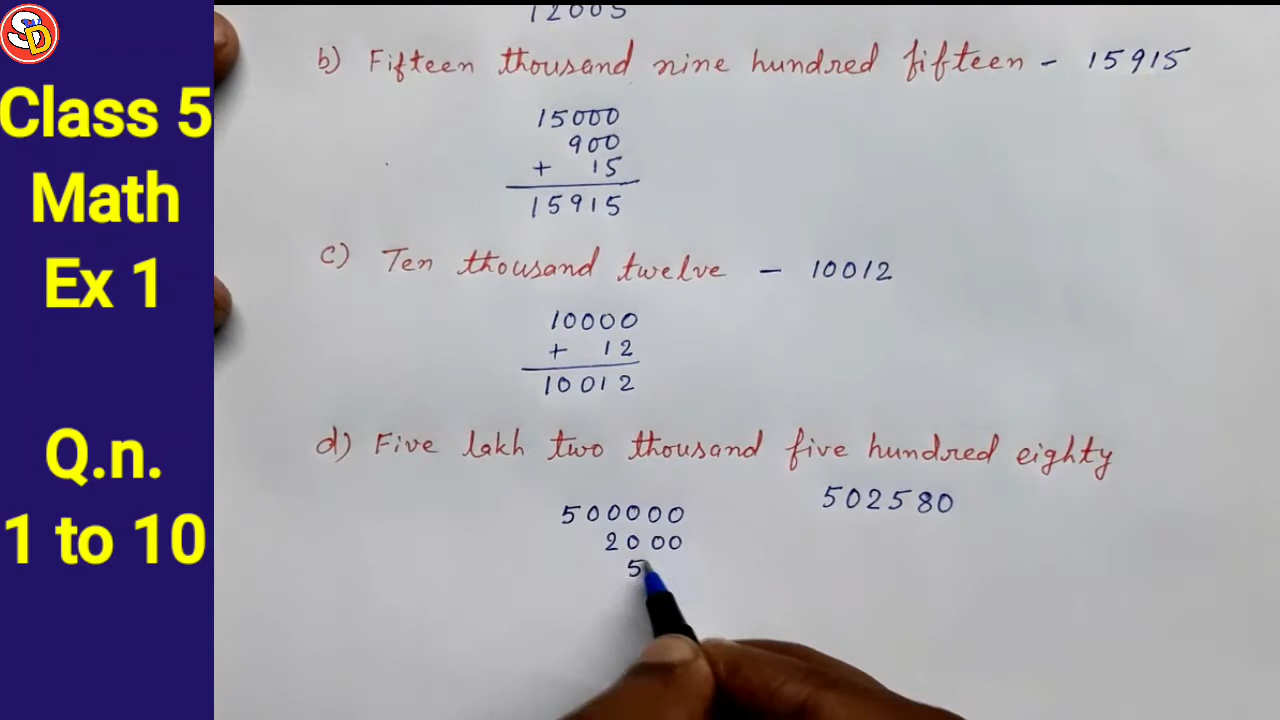 SD
Class 5
Math
Ex 1
Q.n.
1 to 10
12005
b) Fifteen thousand nine hundred fifteen - 15915
15000
900
+ 15
15915
c) Ten thousand twelve - 10012
10000
+ 12
10012
d) Five lakh two thousand five hundred eighty
502580
500000
2000
5